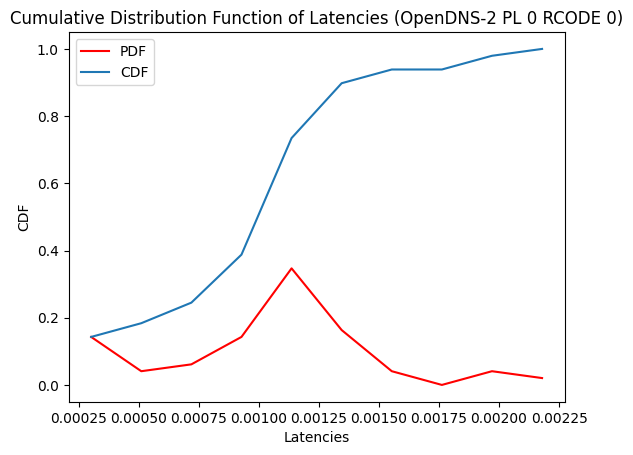 Cumulative Distribution Function of Latencies (OpenDNS-2 PL 0 RCODE 0)
PDF
CDF
1.0
0.8
0.6
0.4
0.2
0.0
CDF
0.00025 0.00050 0.00075 0.00100 0.00125 0.00150 0.00175 0.00200 0.00225
Latencies